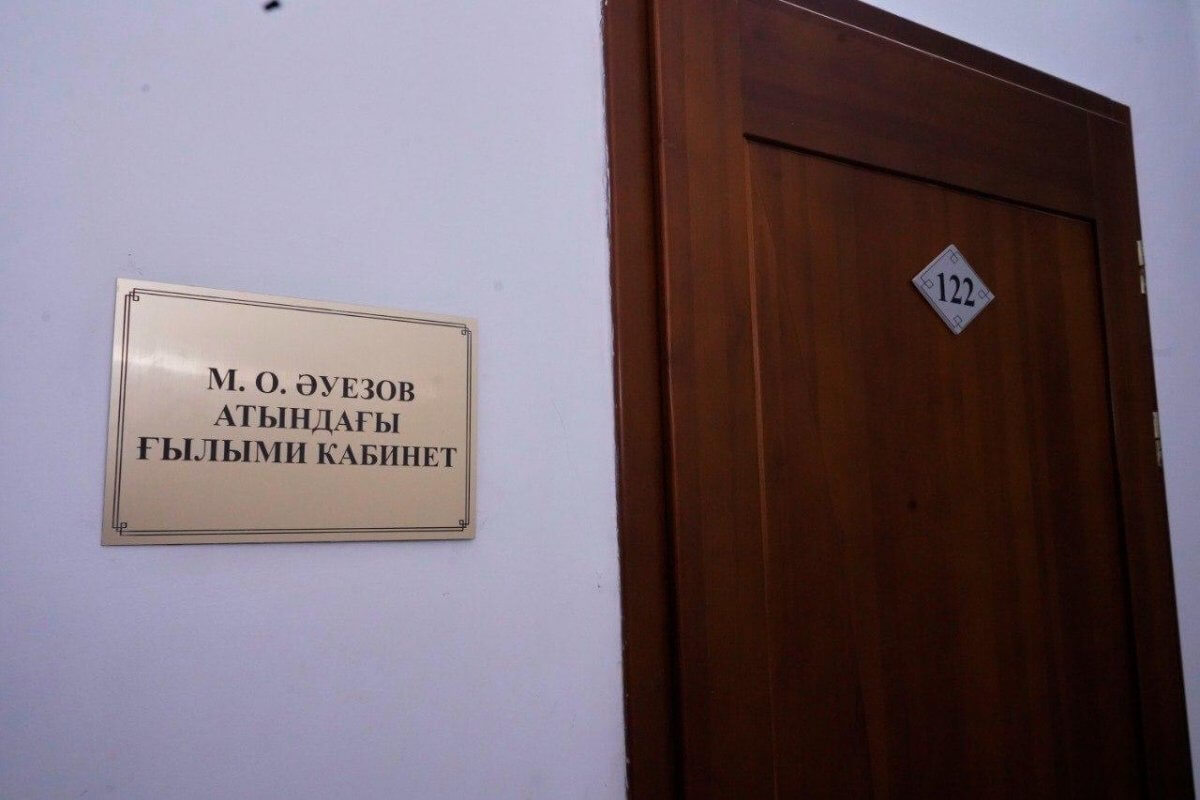 М. О. ӘУЕЗОВ
АТЫНДАҒЫ
ҒЫЛЫМИ КАБИНЕТ
122